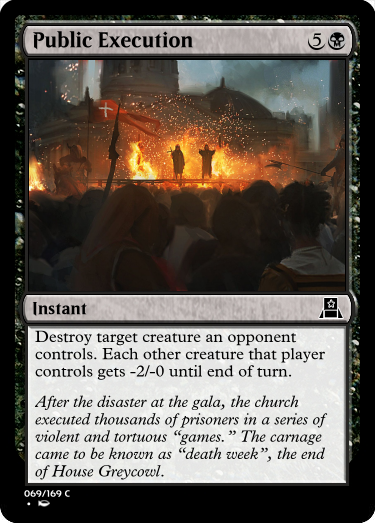 Public Execution 5
Instant
Destroy target creature an opponent
controls. Each other creature that player
controls gets -2/-0 until end of turn.
After the disaster at the gala, the church
executed thousands of prisoners in a series of
violent and tortuous “games.” The carnage
came to be known as “death week”, the end
of House Greycowl.
069/169 C